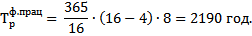 Tр^ф.прац = 365/16 · (16 − 4) · 8 = 2190 год.